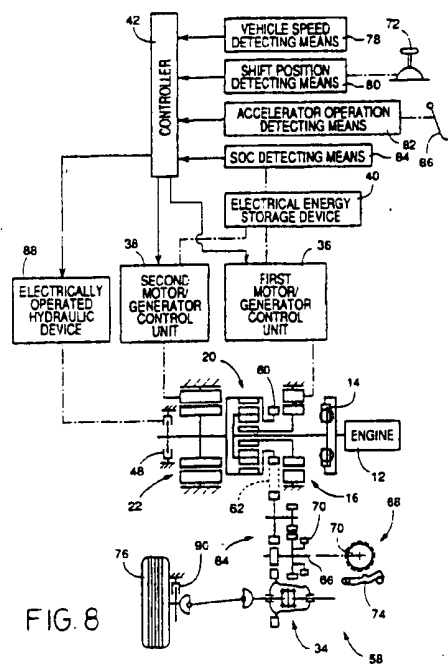 42
CONTROLLER
VEHICLE SPEED
DETECTING MEANS
78
72
SHIFT POSITION
DETECTING MEANS
80
ACCELERATOR OPERATION
DETECTING MEANS
82
86
SOC DETECTING MEANS
84
40
ELECTRICAL ENERGY
STORAGE DEVICE
88
38
36
ELECTRICALLY
OPERATED
HYDRAULIC
DEVICE
SECOND
MOTOR/
GENERATOR
CONTROL
UNIT
FIRST
MOTOR/
GENERATOR
CONTROL
UNIT
20
60
14
ENGINE
12
48
22
62
16
70
68
64
70
66
76
90
74
34
58
FIG. 8